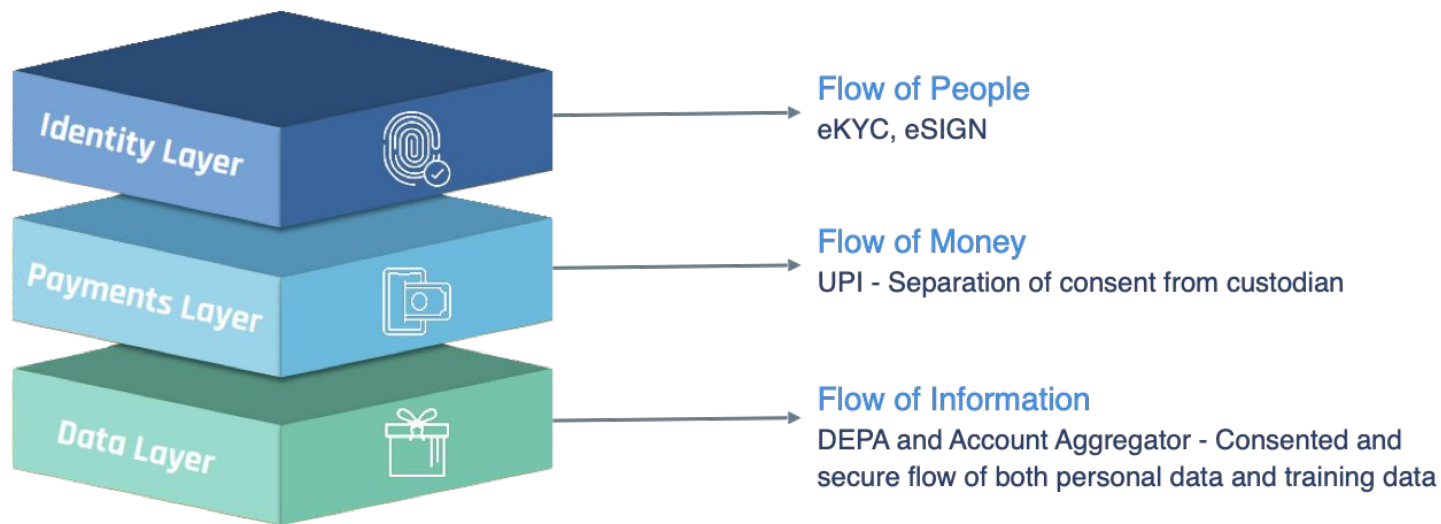 Identity Layer
Flow of People
eKYC, eSIGN
Payments Layer
Flow of Money
UPI - Separation of consent from custodian
Data Layer
Flow of Information
DEPA and Account Aggregator - Consented and
secure flow of both personal data and training data